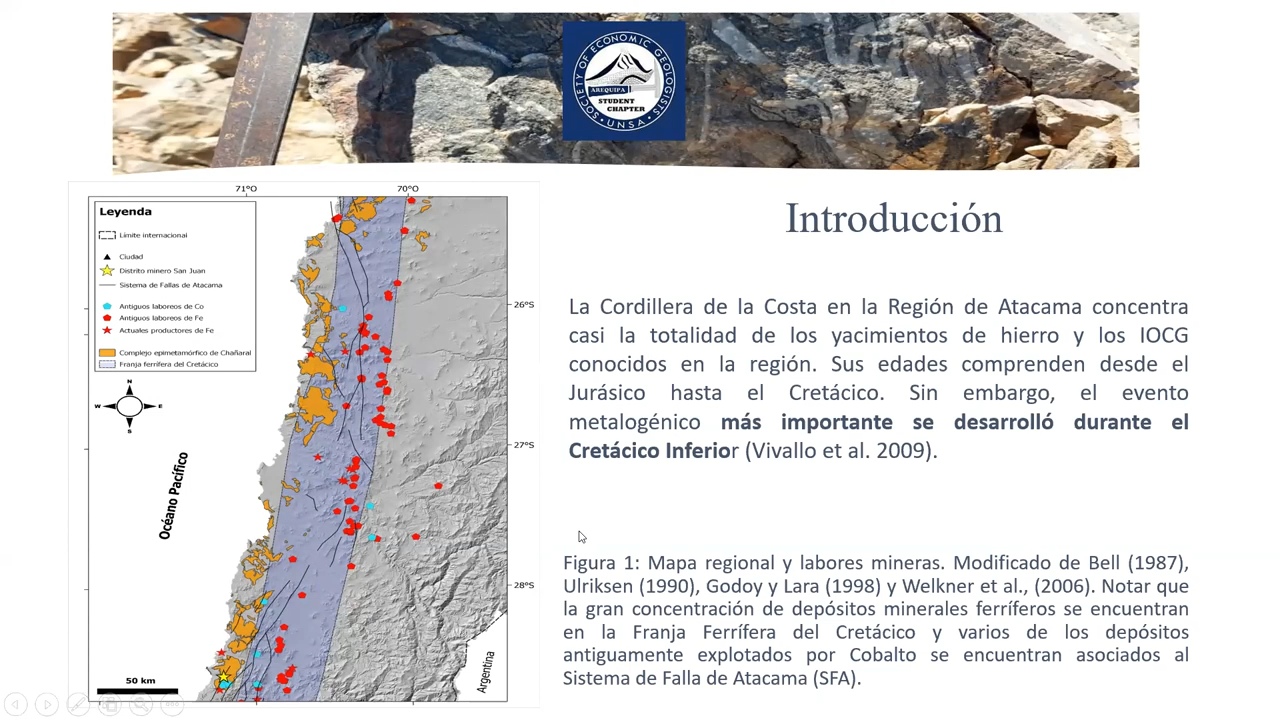 SOCIETY OF ECONOMIC GEOLOGISTS
AREQUIPA
STUDENT
CHAPTER
• UNSA •
71°O
70°O
Leyenda
Límite internacional
Ciudad
Distrito minero San Juan
Sistema de Fallas de Atacama
Antiguos laboreos de Co
Antiguos laboreos de Fe
Actuales productores de Fe
Complejo epimetamórfico de Chañaral
Franja ferrífera del Cretácico
N
W
E
S
26°S
27°S
28°S
Océano Pacífico
Argentina
50 km
Introducción
La Cordillera de la Costa en la Región de Atacama concentra
casi la totalidad de los yacimientos de hierro y los IOCG
conocidos en la región. Sus edades comprenden desde el
Jurásico hasta el Cretácico. Sin embargo, el evento
metalogénico más importante se desarrolló durante el
Cretácico Inferior (Vivallo et al. 2009).
Figura 1: Mapa regional y labores mineras. Modificado de Bell (1987),
Ulriksen (1990), Godoy y Lara (1998) y Welkner et al., (2006). Notar que
la gran concentración de depósitos minerales ferríferos se encuentran
en la Franja Ferrífera del Cretácico y varios de los depósitos
antiguamente explotados por Cobalto se encuentran asociados al
Sistema de Falla de Atacama (SFA).